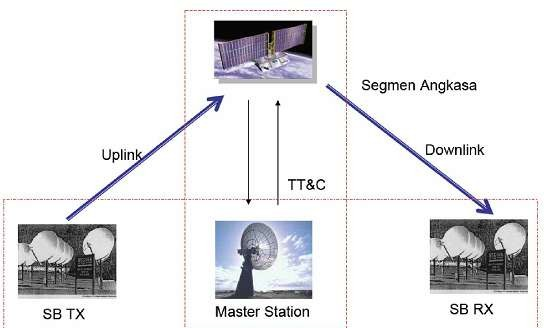 Segmen Angkasa
Uplink
Downlink
TT&C
SB TX
Master Station
SB RX